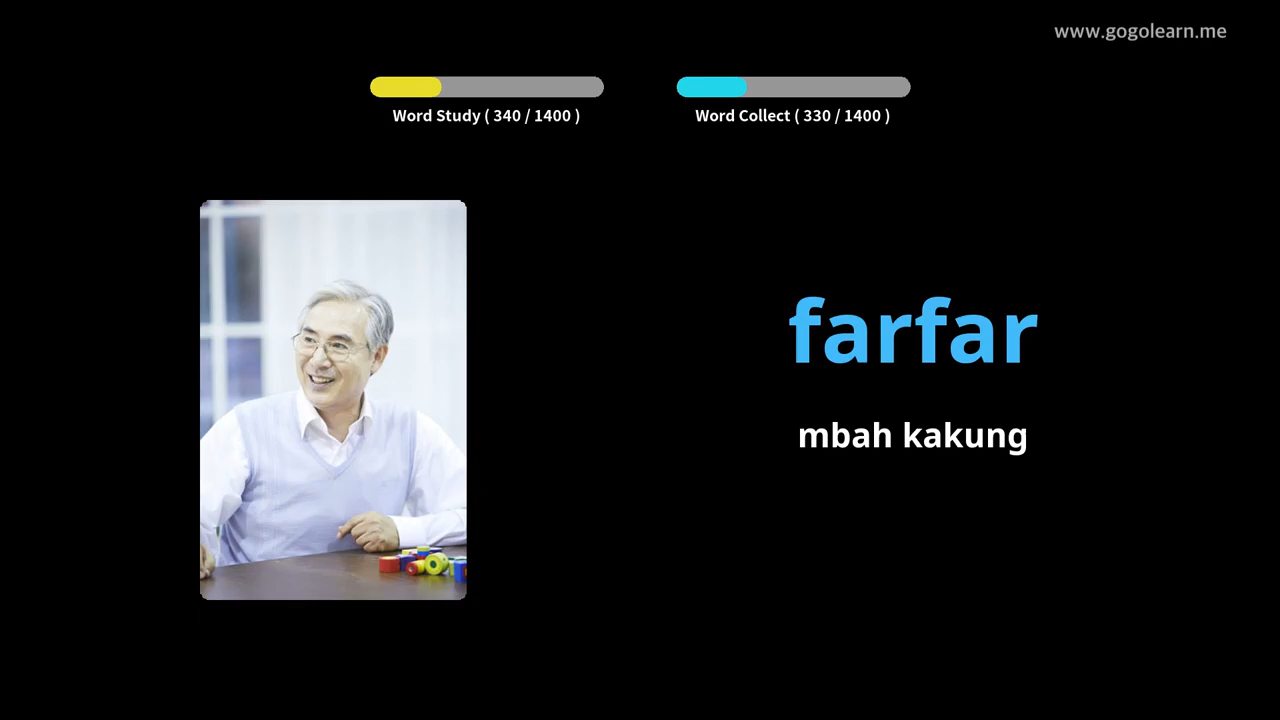 www.gogolearn.me
Word Study ( 340 / 1400 )
Word Collect ( 330 / 1400 )
farfar
mbah kakung